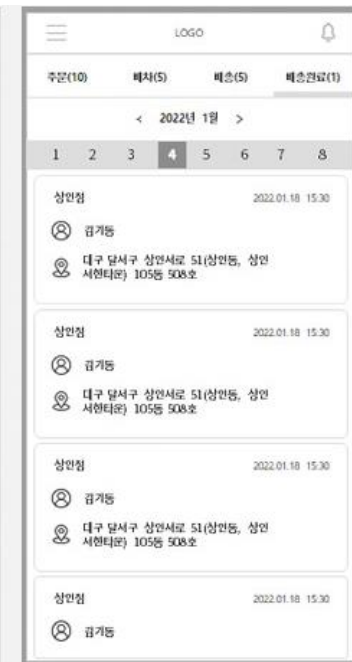 LOGO
주문(10) 배차(5) 배송(5) 배송완료(1)
< 2022년 1월 >
1 2 3 4 5 6 7 8
상인점 2022.01.18 15:30
김기동
대구 달서구 상인서로 51(상인동, 상인
서한타운) 105동 508호
상인점 2022.01.18 15:30
김기동
대구 달서구 상인서로 51(상인동, 상인
서한타운) 105동 508호
상인점 2022.01.18 15:30
김기동
대구 달서구 상인서로 51(상인동, 상인
서한타운) 105동 508호
상인점 2022.01.18 15:30
김기동